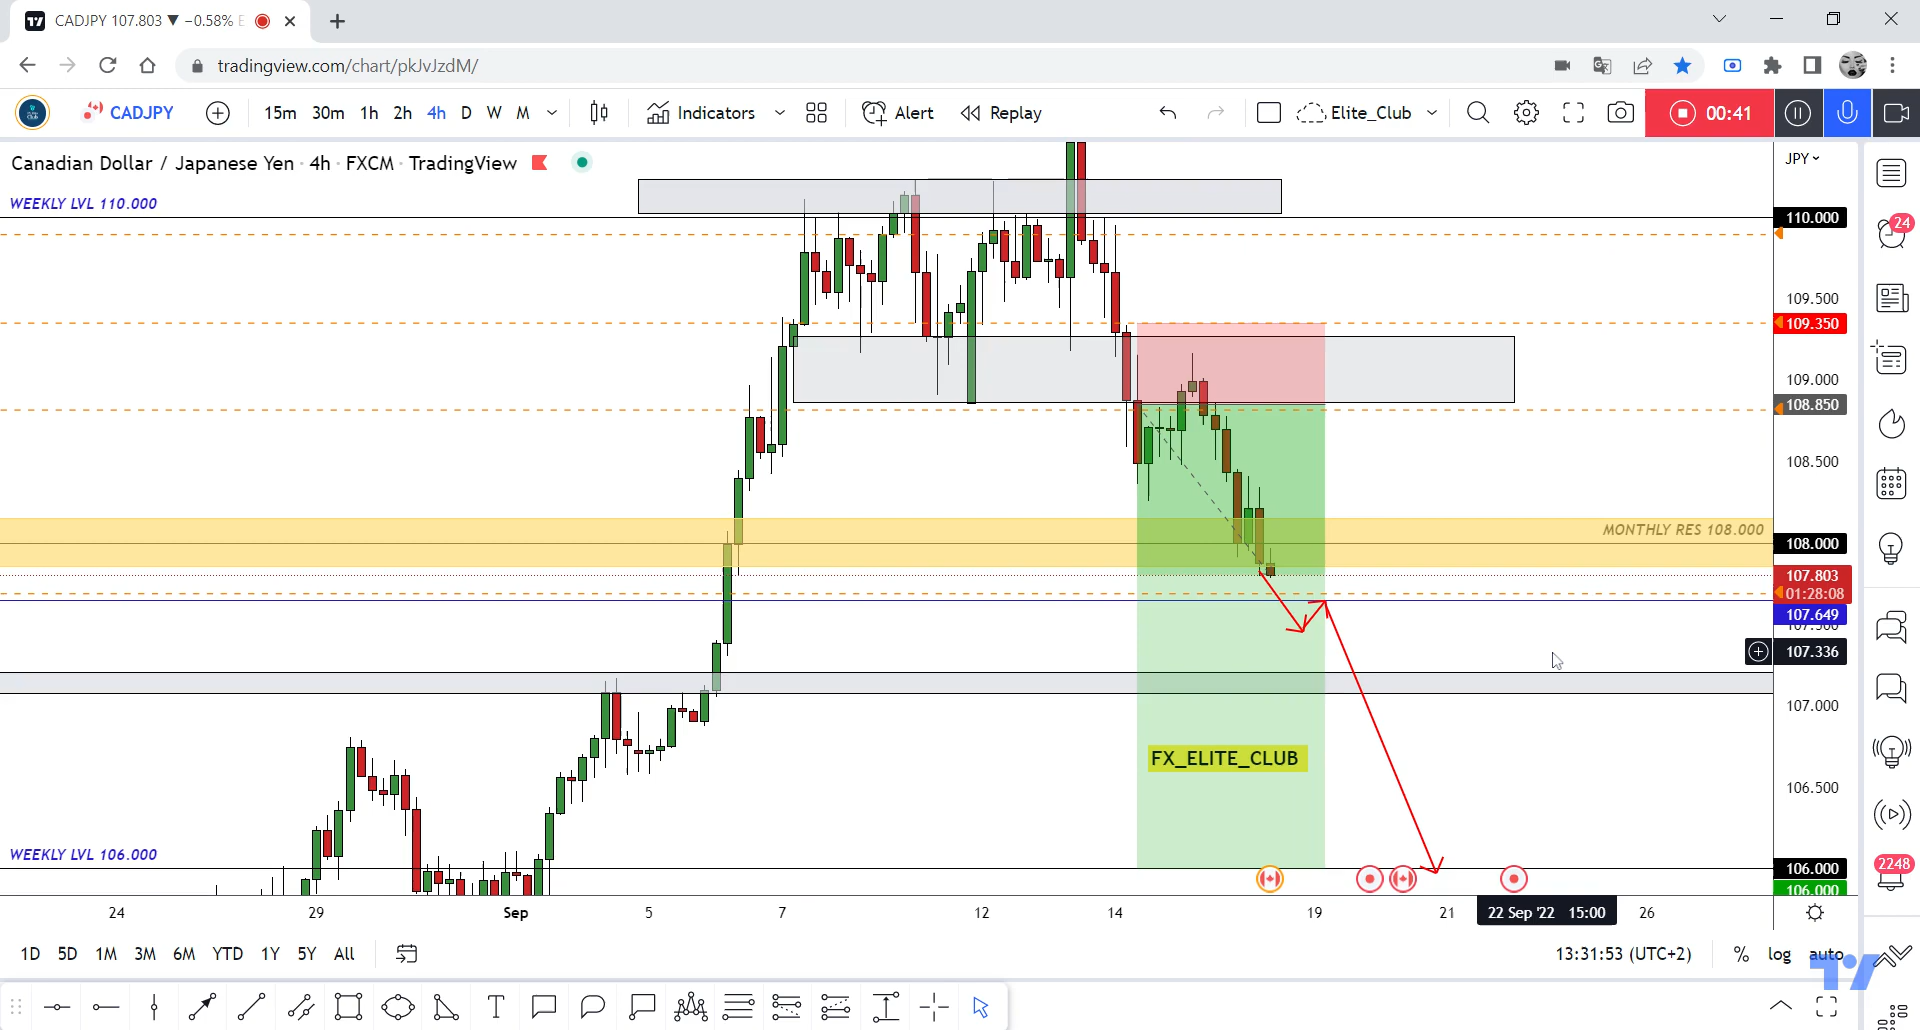 CADJPY 107.803 ▼ −0.58%
tradingview.com/chart/pkJvJzdM/
CADJPY 15m 30m 1h 2h 4h D W M Indicators Alert Replay Elite_Club 00:41
Canadian Dollar / Japanese Yen · 4h · FXCM · TradingView
JPY
WEEKLY LVL 110.000
110.000
24
109.500
109.350
109.000
108.850
108.500
MONTHLY RES 108.000
108.000
107.803
01:28:08
107.649
107.500
107.336
107.000
FX_ELITE_CLUB
106.500
WEEKLY LVL 106.000
106.000
106.000
2248
24 29 Sep 5 7 12 14 19 21 22 Sep '22 15:00 26
1D 5D 1M 3M 6M YTD 1Y 5Y All 13:31:53 (UTC+2) % log auto